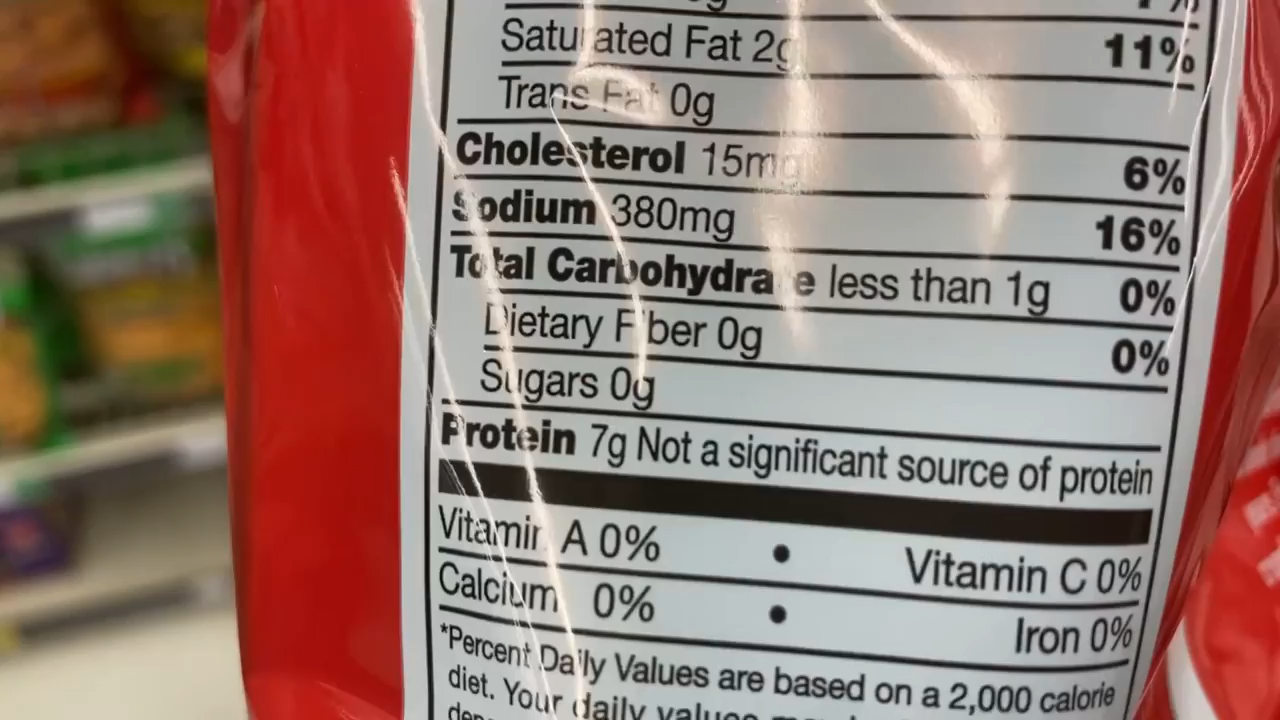 Saturated Fat 2g 11%
Trans Fat 0g
Cholesterol 15mg 6%
Sodium 380mg 16%
Total Carbohydrate less than 1g 0%
Dietary Fiber 0g 0%
Sugars 0g
Protein 7g Not a significant source of protein
Vitamin A 0% • Vitamin C 0%
Calcium 0% • Iron 0%
*Percent Daily Values are based on a 2,000 calorie
diet. Your daily values